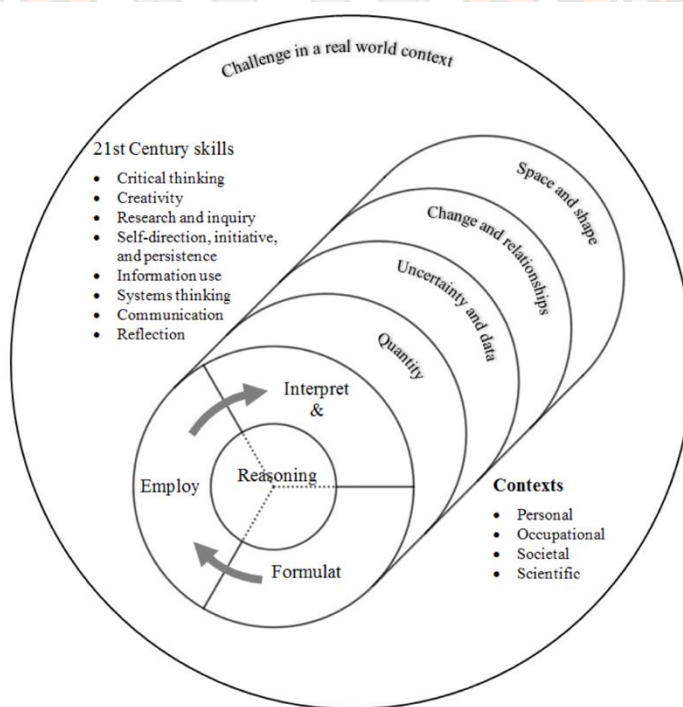 Challenge in a real world context
21st Century skills
• Critical thinking
• Creativity
• Research and inquiry
• Self-direction, initiative,
and persistence
• Information use
• Systems thinking
• Communication
• Reflection
Space and shape
Change and relationships
Uncertainty and data
Quantity
Interpret
&
Employ
Reasoning
Formulat
Contexts
• Personal
• Occupational
• Societal
• Scientific